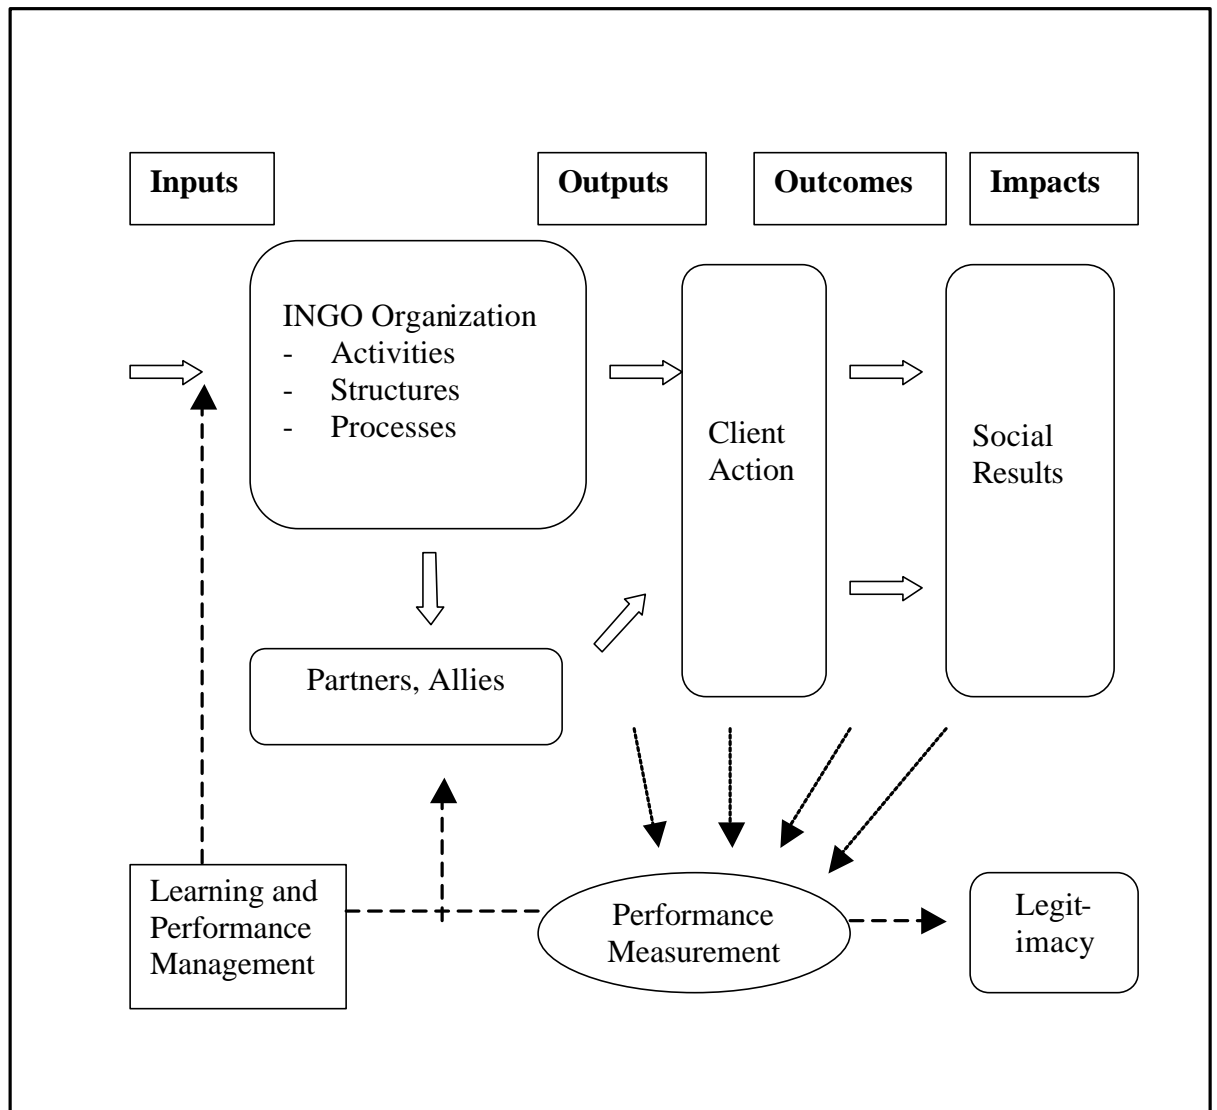 Inputs
Outputs
Outcomes
Impacts
INGO Organization
- Activities
- Structures
- Processes
Client
Action
Social
Results
Partners, Allies
Learning and
Performance
Management
Performance
Measurement
Legit-
imacy